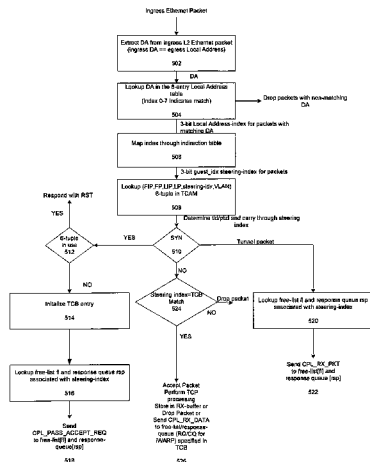 Ingress Ethernet Packet
Extract DA from ingress L2 Ethernet packet
(ingress DA == egress Local Address)
502
DA
Lookup DA in the 8-entry Local Address
table
(Index 0-7 Indicates match)
504
Drop packets with non-matching
DA
3-bit Local Address-index for packets with
matching DA
Map index through indirection table
506
3-bit guest_idx steering-index for packets
Lookup (FIP,FP,LIP,LP,steering-idx,VLAN)
6-tuple in TCAM
508
Determine tid/ptid and carry through steering
index
Respond with RST
YES
6-tuple
in use
512
YES
SYN
510
Tunnel packet
NO
NO
Initialize TCB entry
514
Steering index=TCB
Match
524
Drop packet
NO
YES
Lookup free-list fl and response queue rsp
associated with steering-index
520
Lookup free-list fl and response queue rsp
associated with steering-index
516
Accept Packet
Perform TCP
processing
Store in RX-buffer or
Drop Packet or
Send CPL_RX_DATA
to free-list/response-
queue (RQ/CQ for
iWARP) specified in
TCB
526
Send CPL_RX_PKT
to free-list[fl] and
response queue [rsp]
522
Send
CPL_PASS_ACCEPT_REQ
to free-list[fl] and response-
queue[rsp]
518